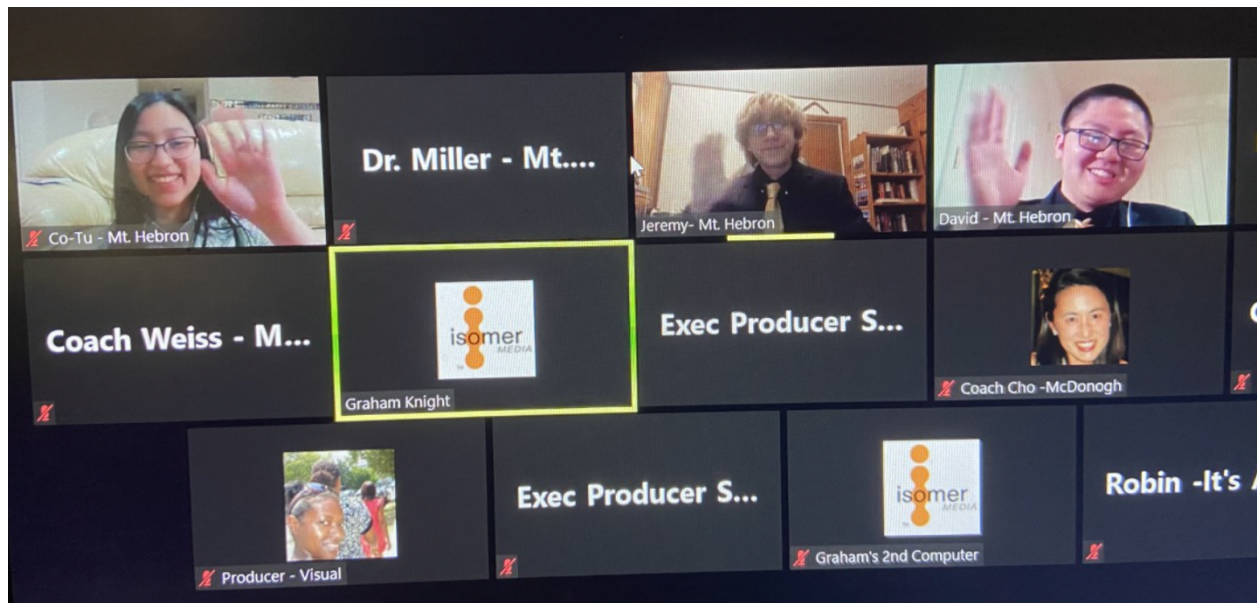 Co-Tu - Mt. Hebron
Dr. Miller - Mt....
Jeremy- Mt. Hebron
David - Mt. Hebron
Coach Weiss - M...
isomer
MEDIA
Graham Knight
Exec Producer S...
Coach Cho -McDonogh
Producer - Visual
Exec Producer S...
isomer
MEDIA
Graham's 2nd Computer
Robin -It's